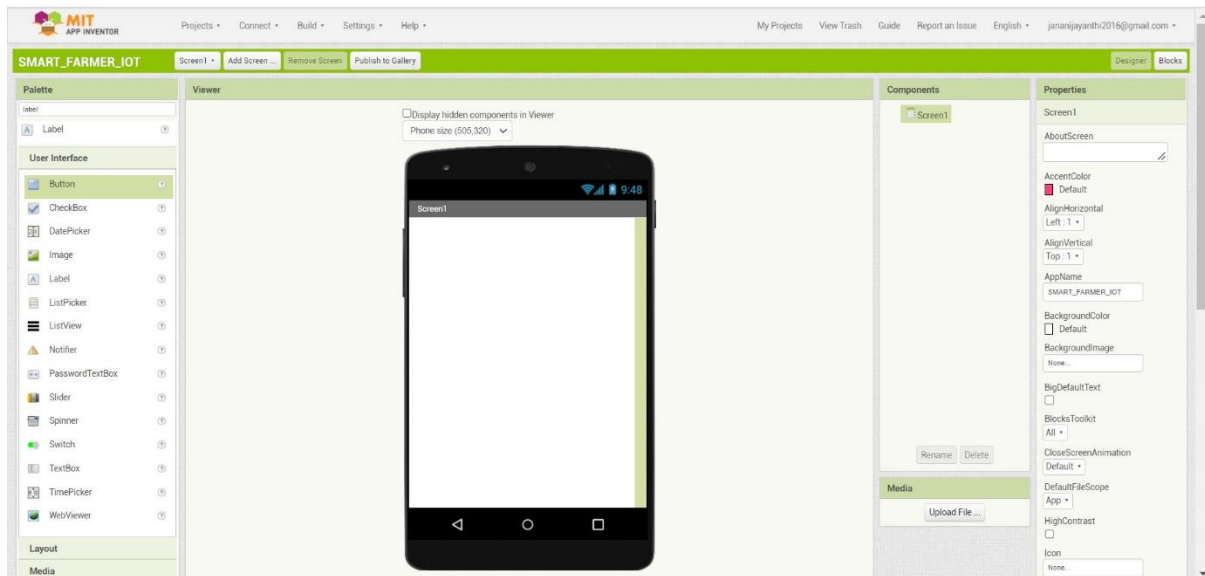 MIT
APP INVENTOR
Projects Connect Build Settings Help My Projects View Trash Guide Report an Issue English jananijayanthi2016@gmail.com
SMART_FARMER_IOT Screen1 Add Screen ... Remove Screen Publish to Gallery Designer Blocks
Palette
label
Label
User Interface
Button
CheckBox
DatePicker
Image
Label
ListPicker
ListView
Notifier
PasswordTextBox
Slider
Spinner
Switch
TextBox
TimePicker
WebViewer
Layout
Media
Viewer
Display hidden components in Viewer
Phone size (505,320)
9:48
Screen1
Components
Screen1
Rename Delete
Media
Upload File ...
Properties
Screen1
AboutScreen
AccentColor
Default
AlignHorizontal
Left : 1
AlignVertical
Top : 1
AppName
SMART_FARMER_IOT
BackgroundColor
Default
BackgroundImage
None...
BigDefaultText
BlocksToolkit
All
CloseScreenAnimation
Default
DefaultFileScope
App
HighContrast
Icon
None...